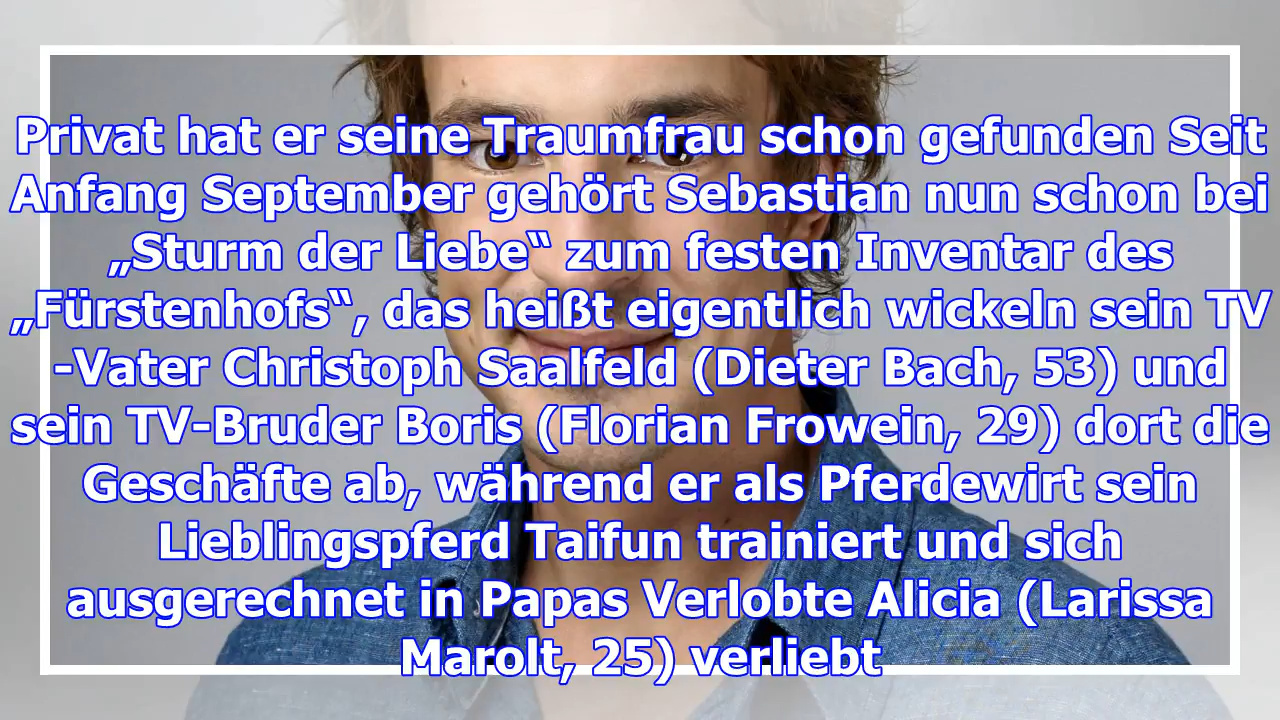 Privat hat er seine Traumfrau schon gefunden Seit
Anfang September gehört Sebastian nun schon bei
„Sturm der Liebe“ zum festen Inventar des
„Fürstenhofs“, das heißt eigentlich wickeln sein TV
-Vater Christoph Saalfeld (Dieter Bach, 53) und
sein TV-Bruder Boris (Florian Frowein, 29) dort die
Geschäfte ab, während er als Pferdewirt sein
Lieblingspferd Taifun trainiert und sich
ausgerechnet in Papas Verlobte Alicia (Larissa
Marolt, 25) verliebt